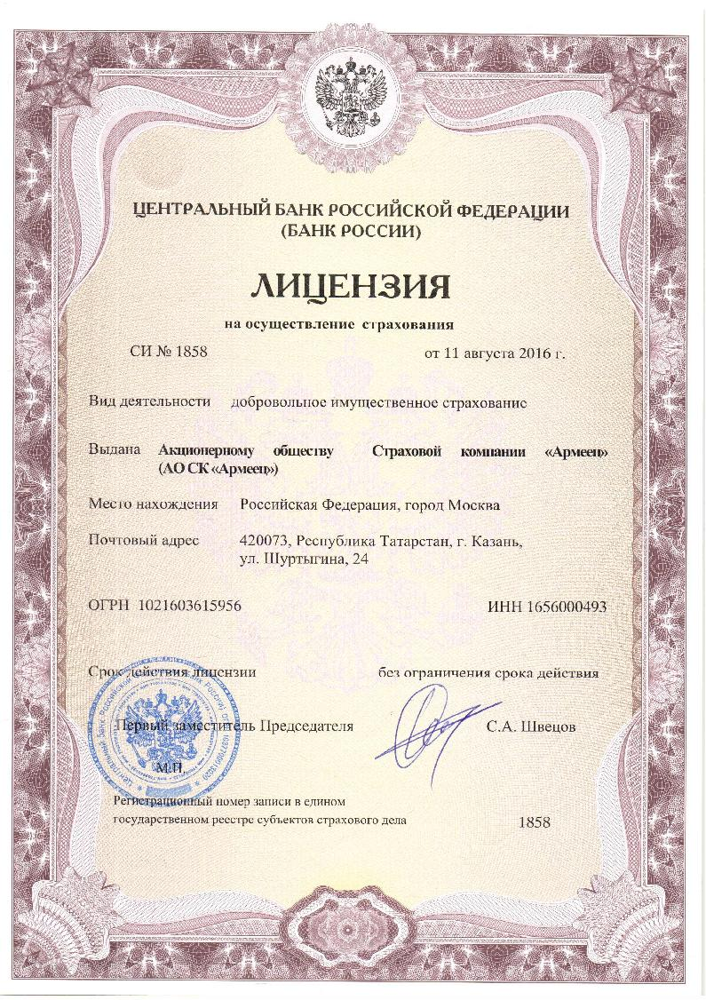 ЦЕНТРАЛЬНЫЙ БАНК РОССИЙСКОЙ ФЕДЕРАЦИИ
(БАНК РОССИИ)
ЛИЦЕНЗИЯ
на осуществление страхования
СИ № 1858 от 11 августа 2016 г.
Вид деятельности добровольное имущественное страхование
Выдана Акционерному обществу Страховой компании «Армеец»
(АО СК «Армеец»)
Место нахождения Российская Федерация, город Москва
Почтовый адрес 420073, Республика Татарстан, г. Казань,
ул. Шуртыгина, 24
ОГРН 1021603615956 ИНН 1656000493
Срок действия лицензии без ограничения срока действия
Первый заместитель Председателя С.А. Швецов
М.П.
Регистрационный номер записи в едином
государственном реестре субъектов страхового дела 1858